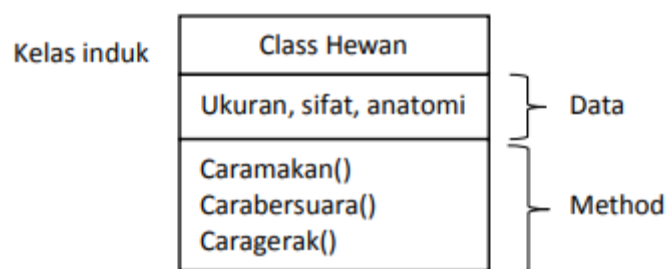 Kelas induk
Class Hewan
Ukuran, sifat, anatomi
Data
Caramakan()
Carabersuara()
Caragerak()
Method